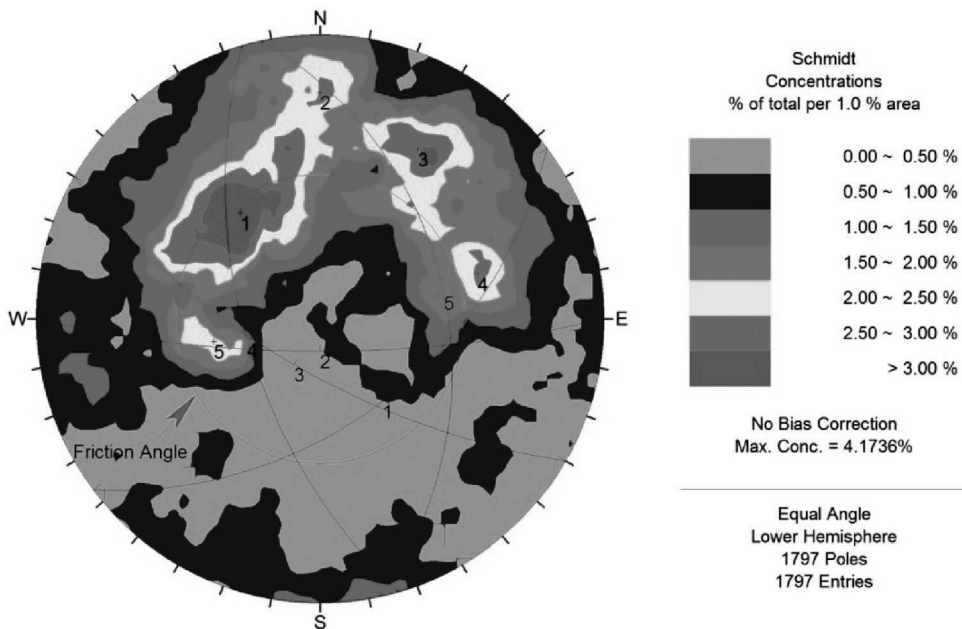 N
Schmidt
Concentrations
% of total per 1.0 % area
0.00 ~ 0.50 %
0.50 ~ 1.00 %
1.00 ~ 1.50 %
1.50 ~ 2.00 %
2.00 ~ 2.50 %
2.50 ~ 3.00 %
> 3.00 %
2
3
1
4
5
W
E
5
4
2
3
1
Friction Angle
No Bias Correction
Max. Conc. = 4.1736%
Equal Angle
Lower Hemisphere
1797 Poles
1797 Entries
S